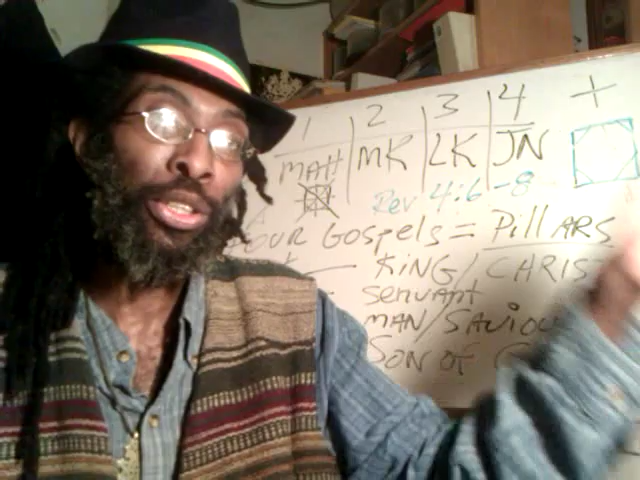 1 2 3 4 +
MATT MK LK JN
Rev 4:6-8
FOUR GOSPELS = PILLARS
KING/CHRIST
SERVANT
MAN/SAVIOU
SON OF G